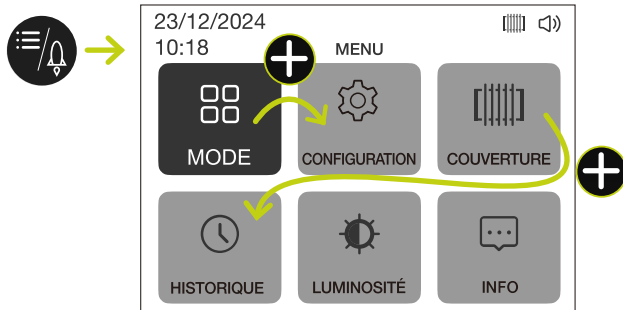 23/12/2024
10:18
MENU
MODE
CONFIGURATION
COUVERTURE
HISTORIQUE
LUMINOSITÉ
INFO